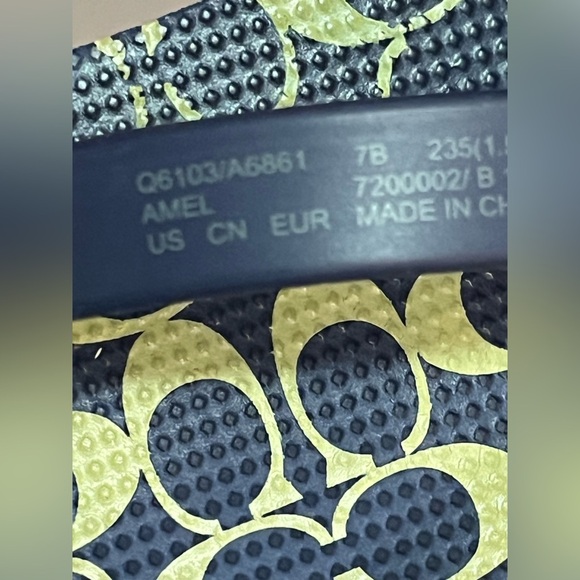 Q6103/A6861 7B 235(1.
AMEL 7200002/ B
US CN EUR MADE IN CH